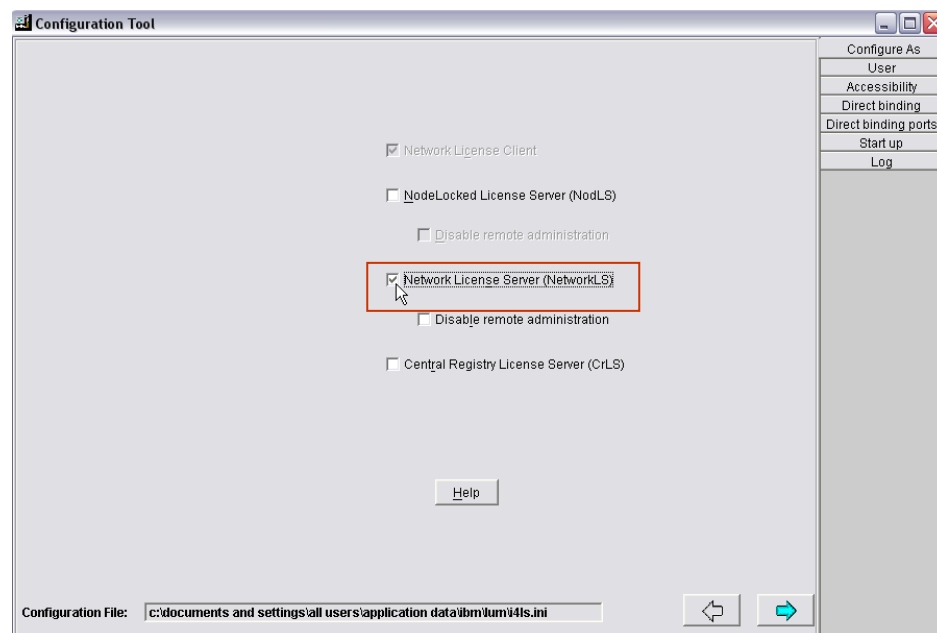 Configuration Tool
Configure As
User
Accessibility
Direct binding
Direct binding ports
Start up
Log
Network License Client
NodeLocked License Server (NodLS)
Disable remote administration
Network License Server (NetworkLS)
Disable remote administration
Central Registry License Server (CrLS)
Help
Configuration File: c:\documents and settings\all users\application data\ibm\lum\i4ls.ini